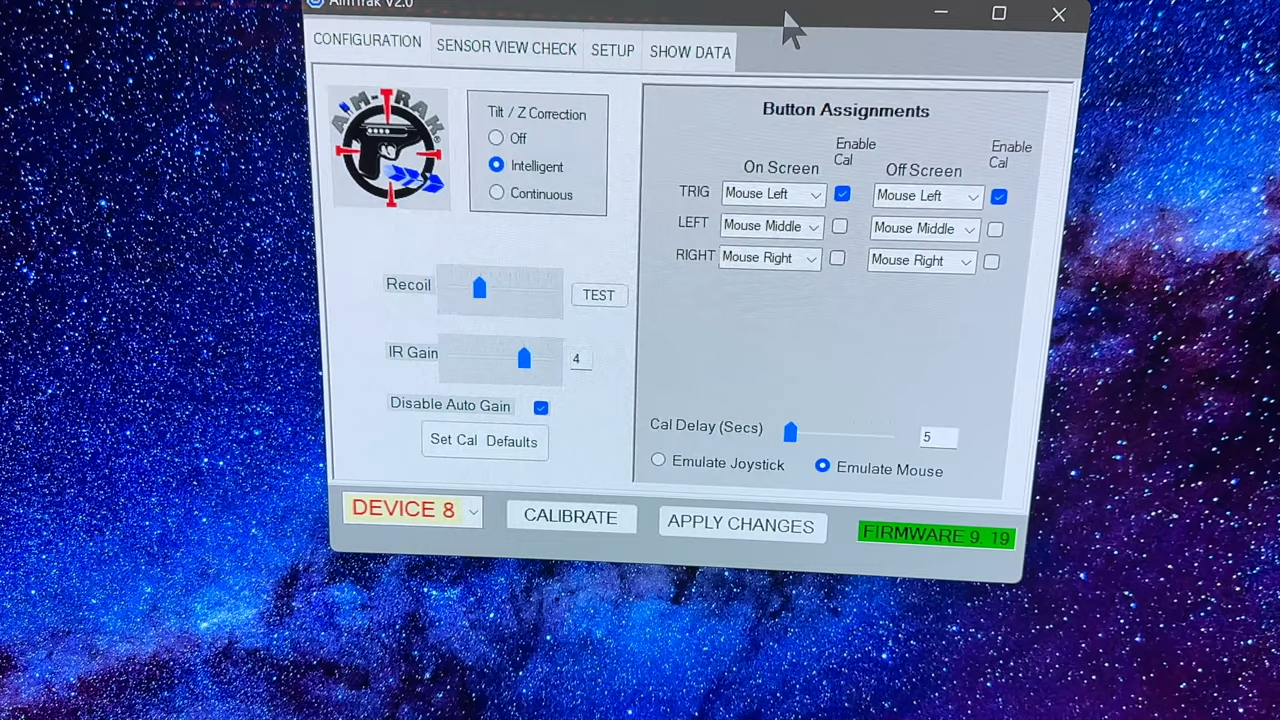 AimTrak V2.0
CONFIGURATION
SENSOR VIEW CHECK
SETUP
SHOW DATA
AIM-TRAK®
Tilt / Z Correction
Off
Intelligent
Continuous
Button Assignments
Enable Cal
Enable Cal
On Screen
Off Screen
TRIG Mouse Left Mouse Left
LEFT Mouse Middle Mouse Middle
RIGHT Mouse Right Mouse Right
Recoil TEST
IR Gain 4
Disable Auto Gain
Set Cal Defaults
Cal Delay (Secs) 5
Emulate Joystick Emulate Mouse
DEVICE 8 CALIBRATE APPLY CHANGES FIRMWARE 9. 19